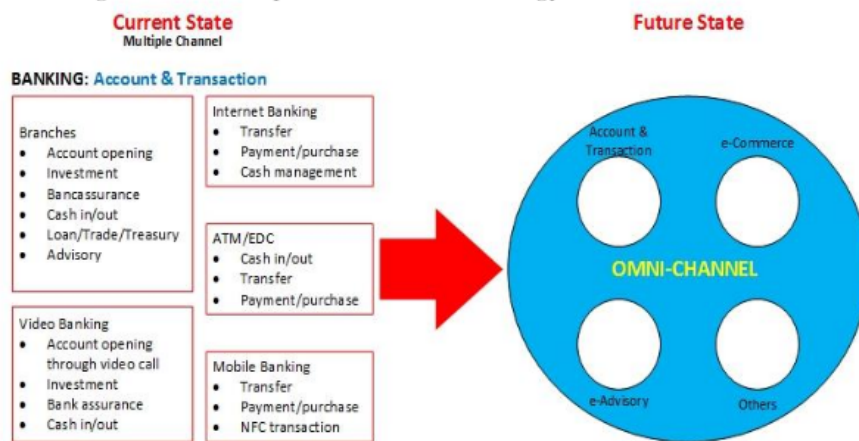 Current State
Multiple Channel
Future State
BANKING: Account & Transaction
Branches
• Account opening
• Investment
• Bancassurance
• Cash in/out
• Loan/Trade/Treasury
• Advisory
Internet Banking
• Transfer
• Payment/purchase
• Cash management
ATM/EDC
• Cash in/out
• Transfer
• Payment/purchase
Video Banking
• Account opening
through video call
• Investment
• Bank assurance
• Cash in/out
Mobile Banking
• Transfer
• Payment/purchase
• NFC transaction
Account &
Transaction
e-Commerce
OMNI-CHANNEL
e-Advisory
Others